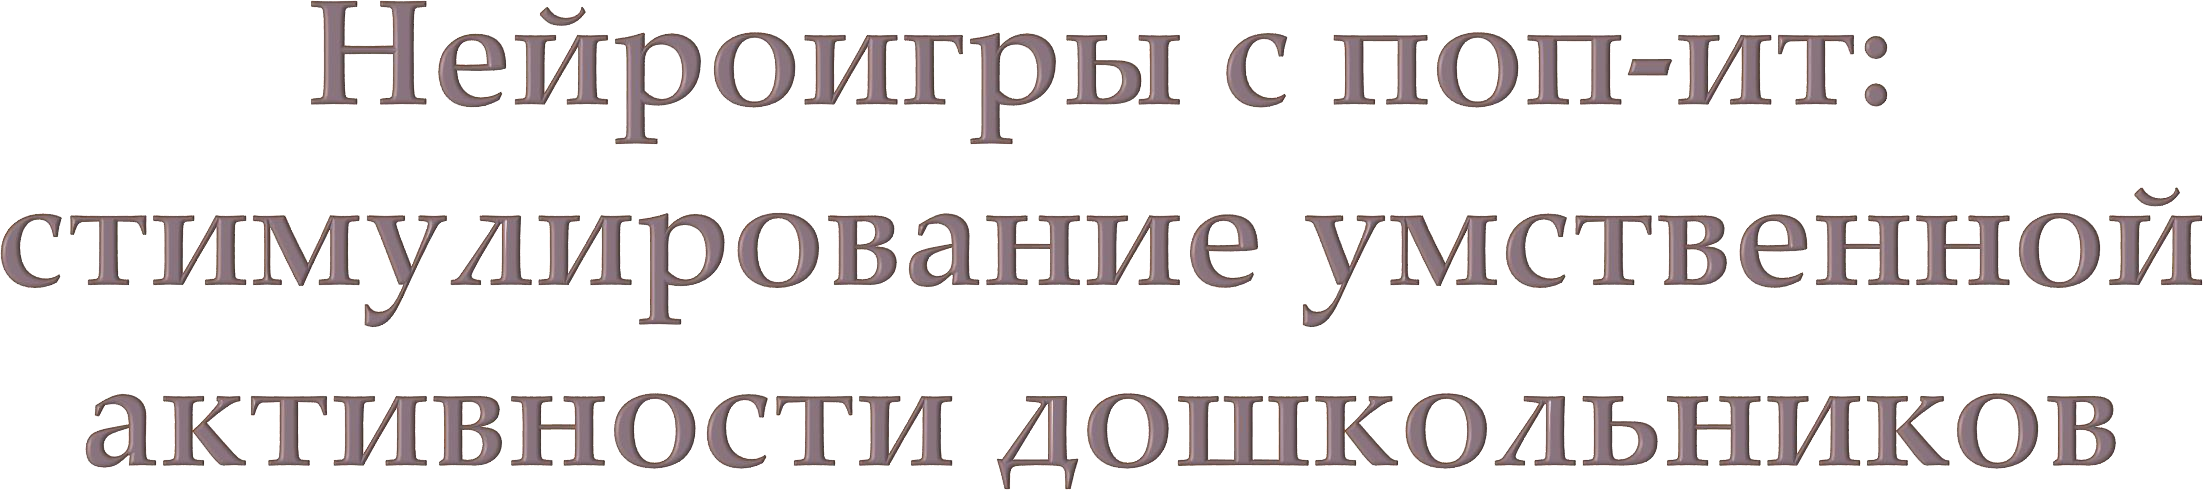 Нейроигры с поп-ит:
стимулирование умственной
активности дошкольников